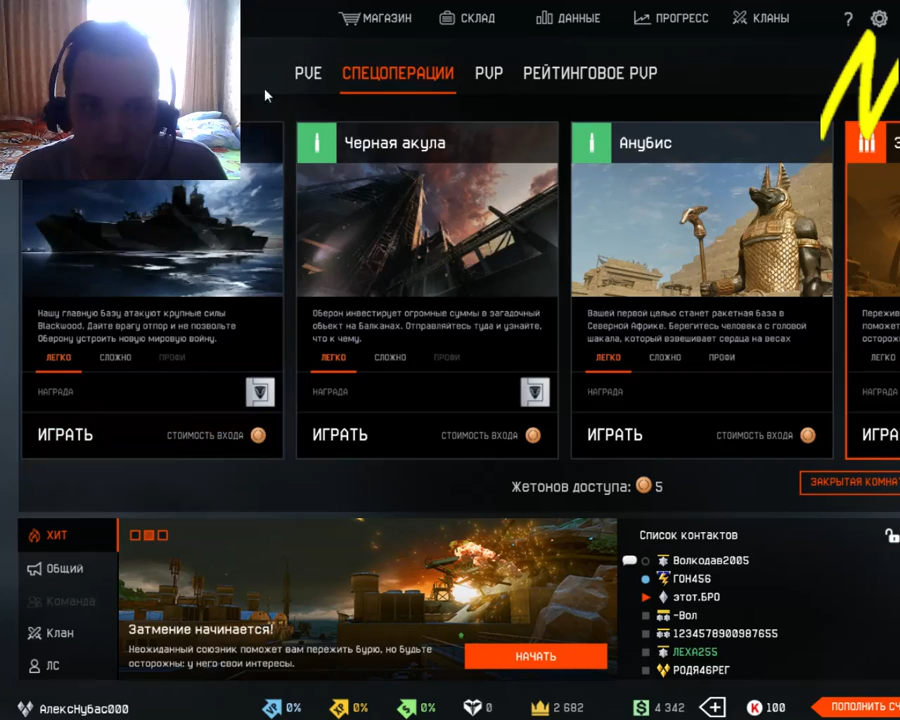 МАГАЗИН СКЛАД ДАННЫЕ ПРОГРЕСС КЛАНЫ ?
PVE СПЕЦОПЕРАЦИИ PVP РЕЙТИНГОВОЕ PVP
Черная акула
Анубис
Нашу главную базу атакуют крупные силы
Blackwood. Дайте врагу отпор и не позвольте
Оберону устроить новую мировую войну.
ЛЕГКО СЛОЖНО ПРОФИ
НАГРАДА
ИГРАТЬ СТОИМОСТЬ ВХОДА
Оберон инвестирует огромные суммы в загадочный
объект на Балканах. Отправляйтесь туда и узнайте,
что к чему.
ЛЕГКО СЛОЖНО ПРОФИ
НАГРАДА
ИГРАТЬ СТОИМОСТЬ ВХОДА
Вашей первой целью станет ракетная база в
Северной Африке. Берегитесь человека с головой
шакала, который взвешивает сердца на весах
ЛЕГКО СЛОЖНО ПРОФИ
НАГРАДА
ИГРАТЬ СТОИМОСТЬ ВХОДА
ЛЕГКО
НАГРАДА
Жетонов доступа: 5
ЗАКРЫТАЯ
ХИТ
Общий
Команда
Клан
ЛС
Затмение начинается!
Неожиданный союзник поможет вам пережить бурю, но будьте
осторожны: у него свои интересы.
НАЧАТЬ
Список контактов
Волкодав2005
ГОН456
этот.БРО
-Вол
1234578900987655
ЛЕХА255
РОДЯ46РЕГ
АлексНубас000 0% 0% 0% 0 2 682 4 342 K 100 ПОПОЛНИТЬ